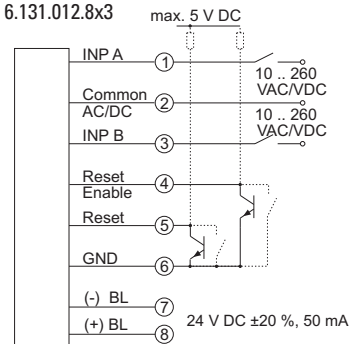 6.131.012.8x3
max. 5 V DC
INP A
1
10 .. 260
VAC/VDC
Common
AC/DC
2
10 .. 260
VAC/VDC
INP B
3
Reset
Enable
4
Reset
5
GND
6
(-) BL
7
24 V DC ±20 %, 50 mA
(+) BL
8